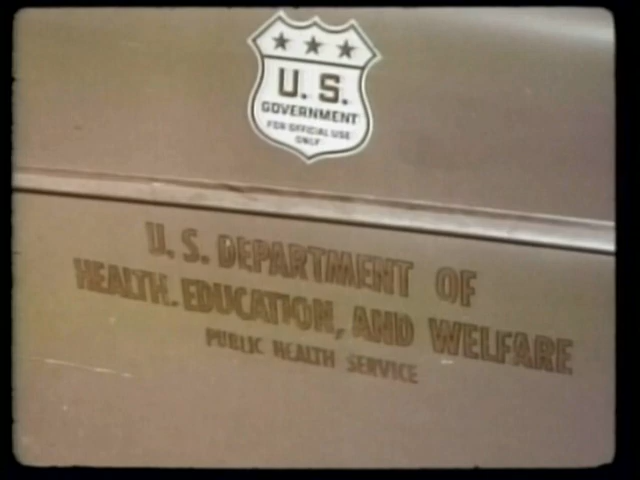 U. S.
GOVERNMENT
FOR OFFICIAL USE
ONLY
U. S. DEPARTMENT OF
HEALTH, EDUCATION, AND WELFARE
PUBLIC HEALTH SERVICE